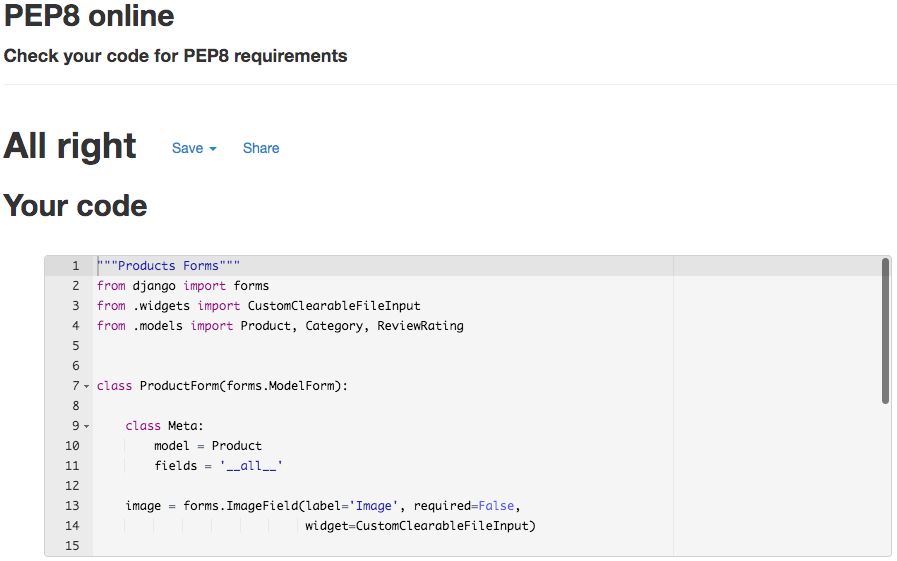 PEP8 online
Check your code for PEP8 requirements
All right Save Share
Your code
1 """Products Forms"""
2 from django import forms
3 from .widgets import CustomClearableFileInput
4 from .models import Product, Category, ReviewRating
5
6
7 class ProductForm(forms.ModelForm):
8
9 class Meta:
10 model = Product
11 fields = '__all__'
12
13 image = forms.ImageField(label='Image', required=False,
14 widget=CustomClearableFileInput)
15